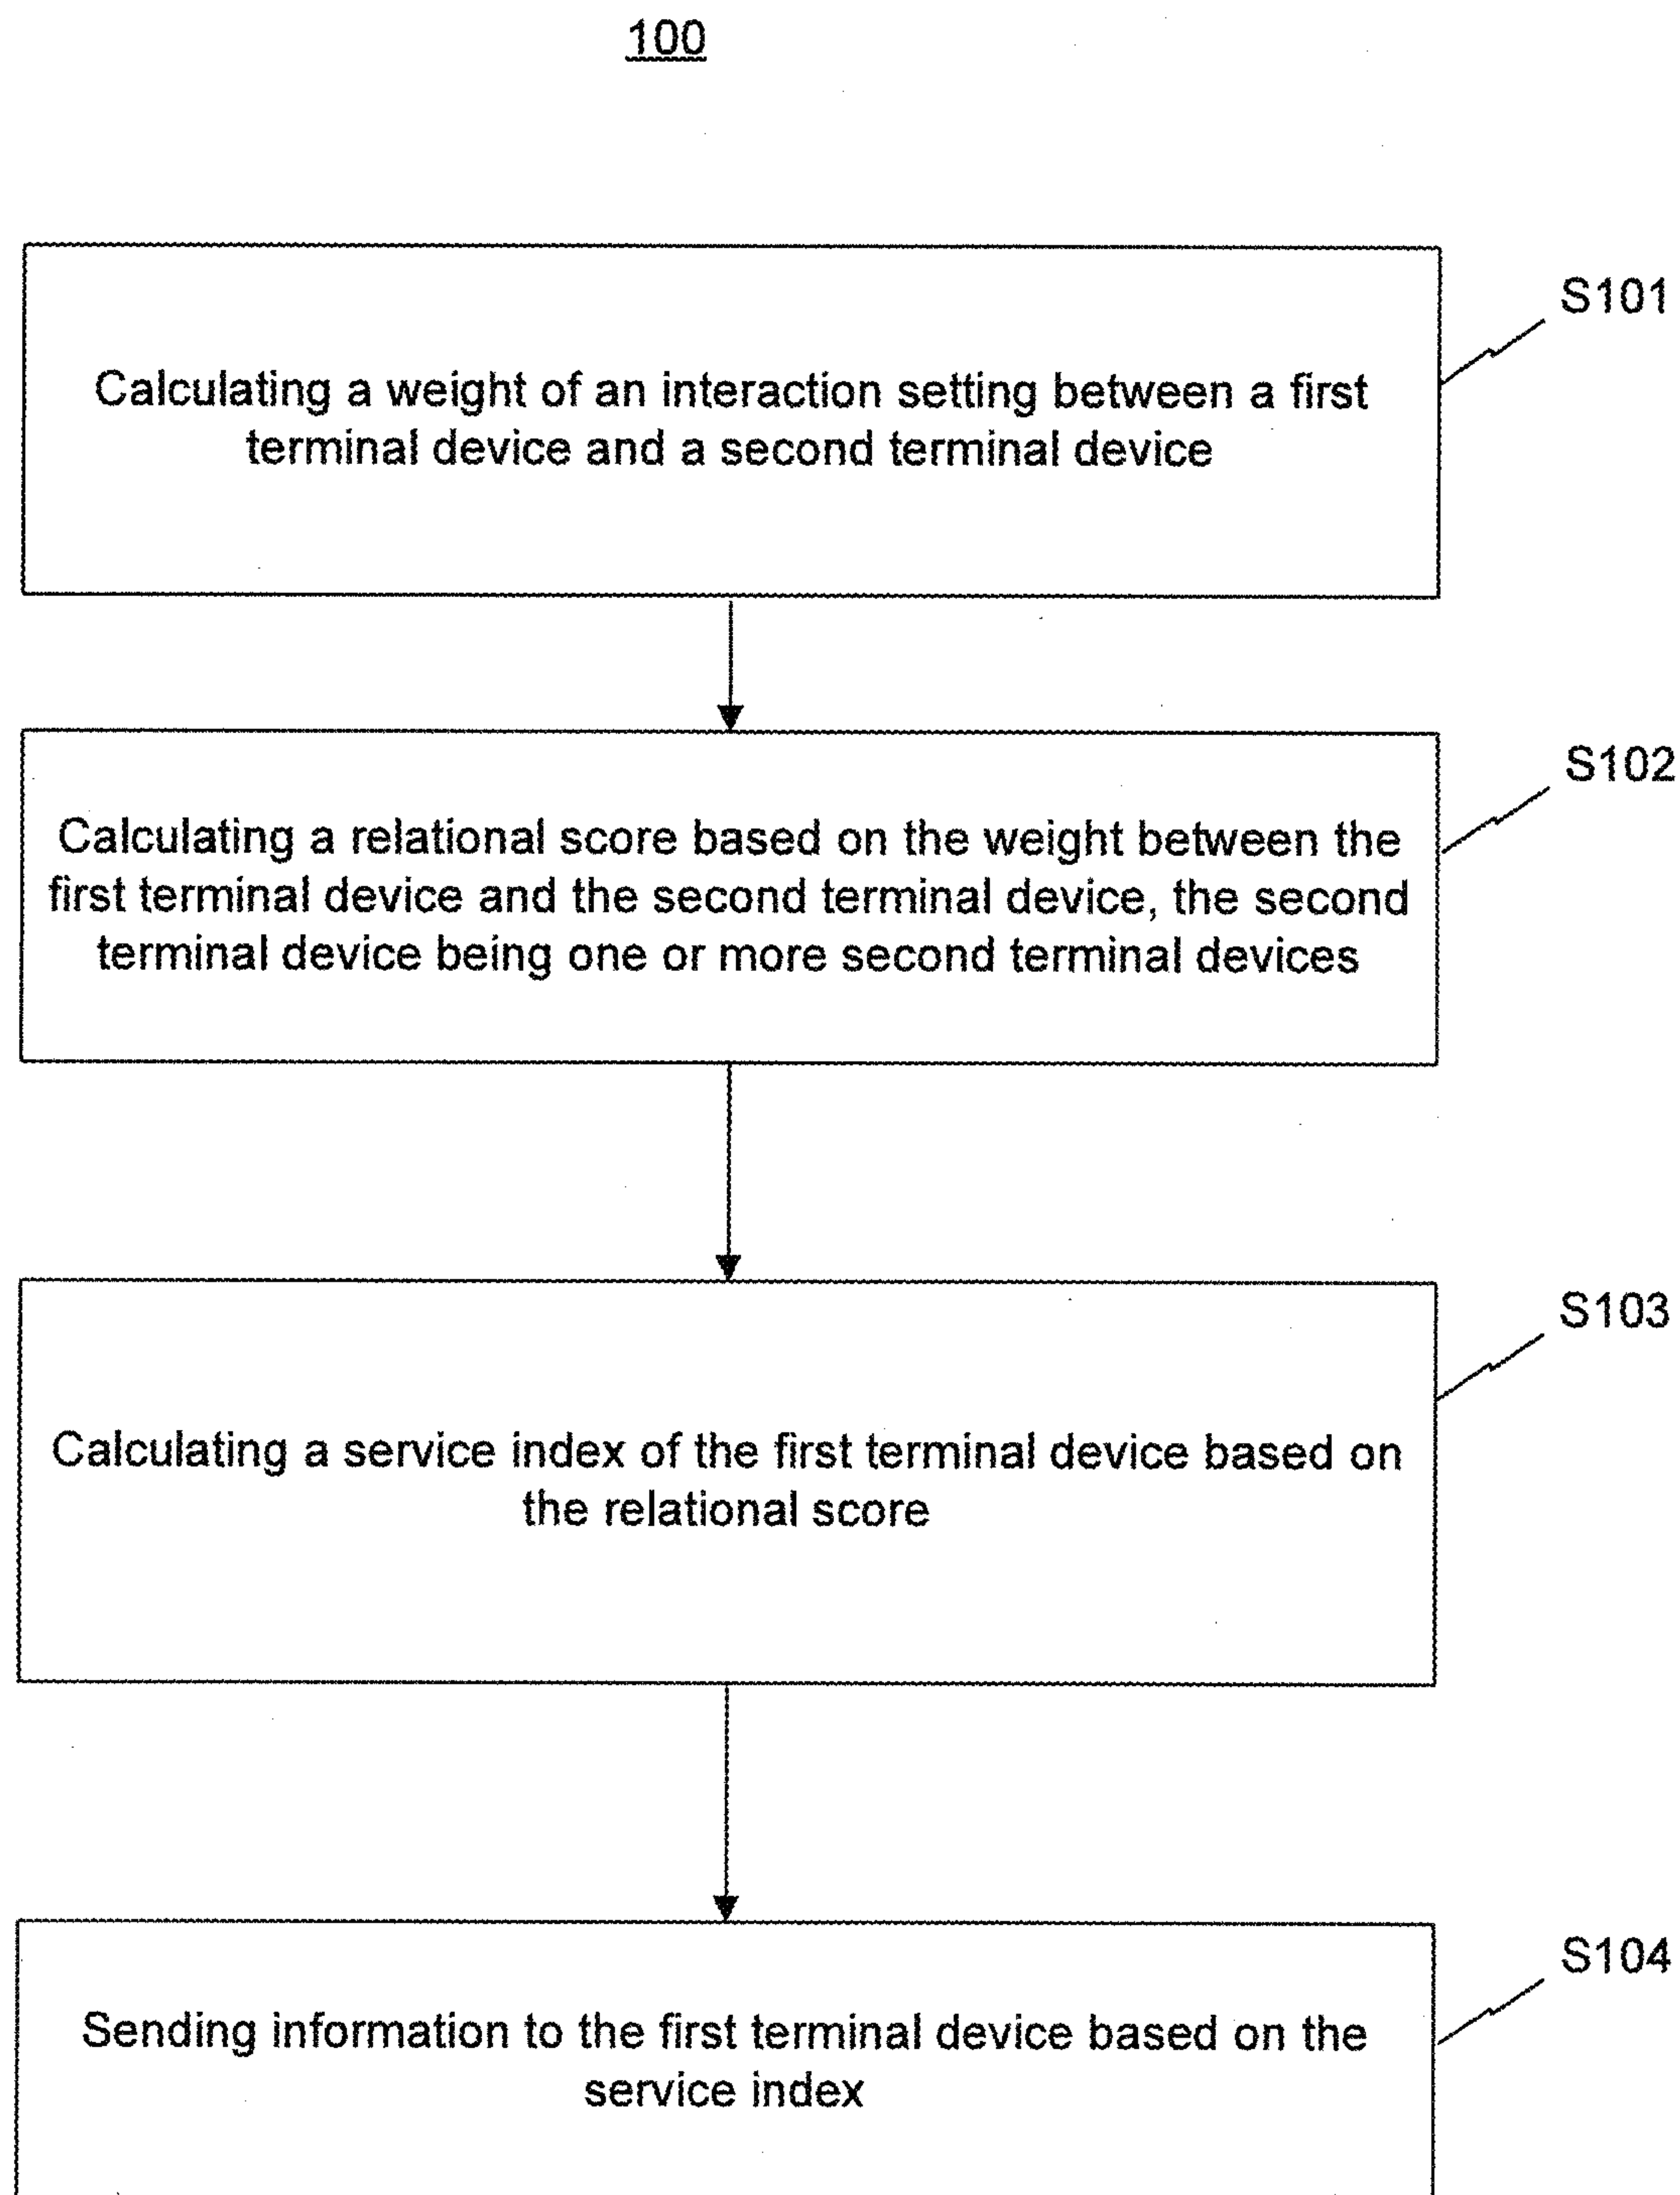 100
S101
Calculating a weight of an interaction setting between a first
terminal device and a second terminal device
S102
Calculating a relational score based on the weight between the
first terminal device and the second terminal device, the second
terminal device being one or more second terminal devices
S103
Calculating a service index of the first terminal device based on
the relational score
S104
Sending information to the first terminal device based on the
service index